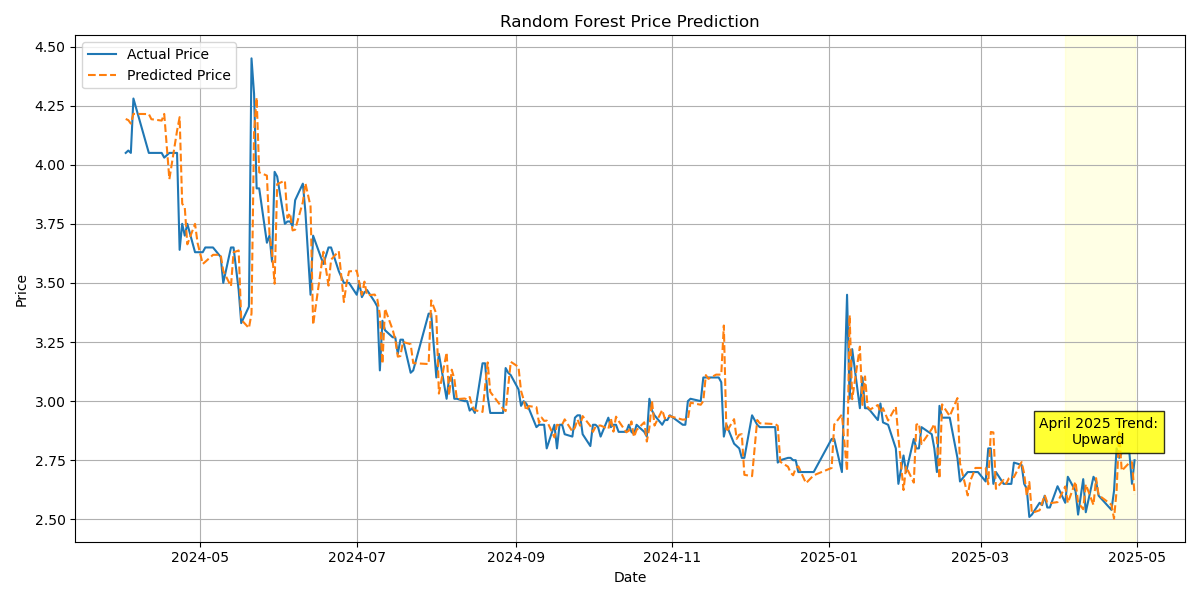 Random Forest Price Prediction
Actual Price
Predicted Price
4.50
4.25
4.00
3.75
3.50
3.25
3.00
2.75
2.50
Price
April 2025 Trend:
Upward
2024-05
2024-07
2024-09
2024-11
2025-01
2025-03
2025-05
Date